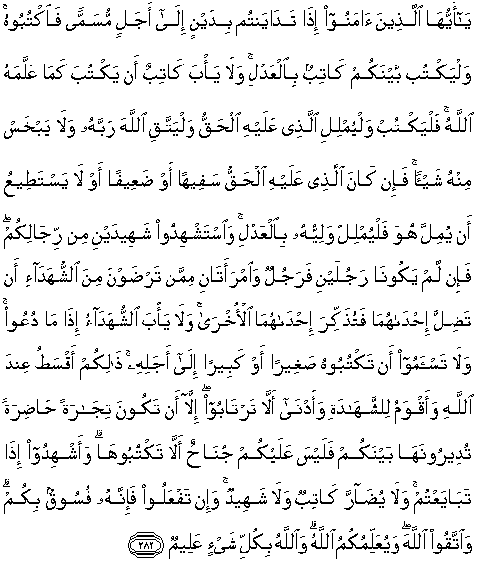 يَـٰٓأَيُّهَا ٱلَّذِينَ ءَامَنُوٓا۟ إِذَا تَدَايَنتُم بِدَيْنٍ إِلَىٰٓ أَجَلٍ مُّسَمًّى فَٱكْتُبُوهُ ۚ
وَلْيَكْتُب بَّيْنَكُمْ كَاتِبٌۢ بِٱلْعَدْلِ ۚ وَلَا يَأْبَ كَاتِبٌ أَن يَكْتُبَ كَمَا عَلَّمَهُ
ٱللَّهُ ۚ فَلْيَكْتُبْ وَلْيُمْلِلِ ٱلَّذِى عَلَيْهِ ٱلْحَقُّ وَلْيَتَّقِ ٱللَّهَ رَبَّهُۥ وَلَا يَبْخَسْ
مِنْهُ شَيْـًٔا ۚ فَإِن كَانَ ٱلَّذِى عَلَيْهِ ٱلْحَقُّ سَفِيهًا أَوْ ضَعِيفًا أَوْ لَا يَسْتَطِيعُ
أَن يُمِلَّ هُوَ فَلْيُمْلِلْ وَلِيُّهُۥ بِٱلْعَدْلِ ۚ وَٱسْتَشْهِدُوا۟ شَهِيدَيْنِ مِن رِّجَالِكُمْ ۖ
فَإِن لَّمْ يَكُونَا رَجُلَيْنِ فَرَجُلٌ وَٱمْرَأَتَانِ مِمَّن تَرْضَوْنَ مِنَ ٱلشُّهَدَآءِ أَن
تَضِلَّ إِحْدَىٰهُمَا فَتُذَكِّرَ إِحْدَىٰهُمَا ٱلْأُخْرَىٰ ۚ وَلَا يَأْبَ ٱلشُّهَدَآءُ إِذَا مَا دُعُوا۟ ۚ
وَلَا تَسْـَٔمُوٓا۟ أَن تَكْتُبُوهُ صَغِيرًا أَوْ كَبِيرًا إِلَىٰٓ أَجَلِهِۦ ۚ ذَٰلِكُمْ أَقْسَطُ عِندَ
ٱللَّهِ وَأَقْوَمُ لِلشَّهَـٰدَةِ وَأَدْنَىٰٓ أَلَّا تَرْتَابُوٓا۟ ۖ إِلَّآ أَن تَكُونَ تِجَـٰرَةً حَاضِرَةً
تُدِيرُونَهَا بَيْنَكُمْ فَلَيْسَ عَلَيْكُمْ جُنَاحٌ أَلَّا تَكْتُبُوهَا ۗ وَأَشْهِدُوٓا۟ إِذَا
تَبَايَعْتُمْ ۚ وَلَا يُضَآرَّ كَاتِبٌ وَلَا شَهِيدٌ ۚ وَإِن تَفْعَلُوا۟ فَإِنَّهُۥ فُسُوقٌۢ بِكُمْ ۗ
وَٱتَّقُوا۟ ٱللَّهَ ۖ وَيُعَلِّمُكُمُ ٱللَّهُ ۗ وَٱللَّهُ بِكُلِّ شَىْءٍ عَلِيمٌ ٢٨٢